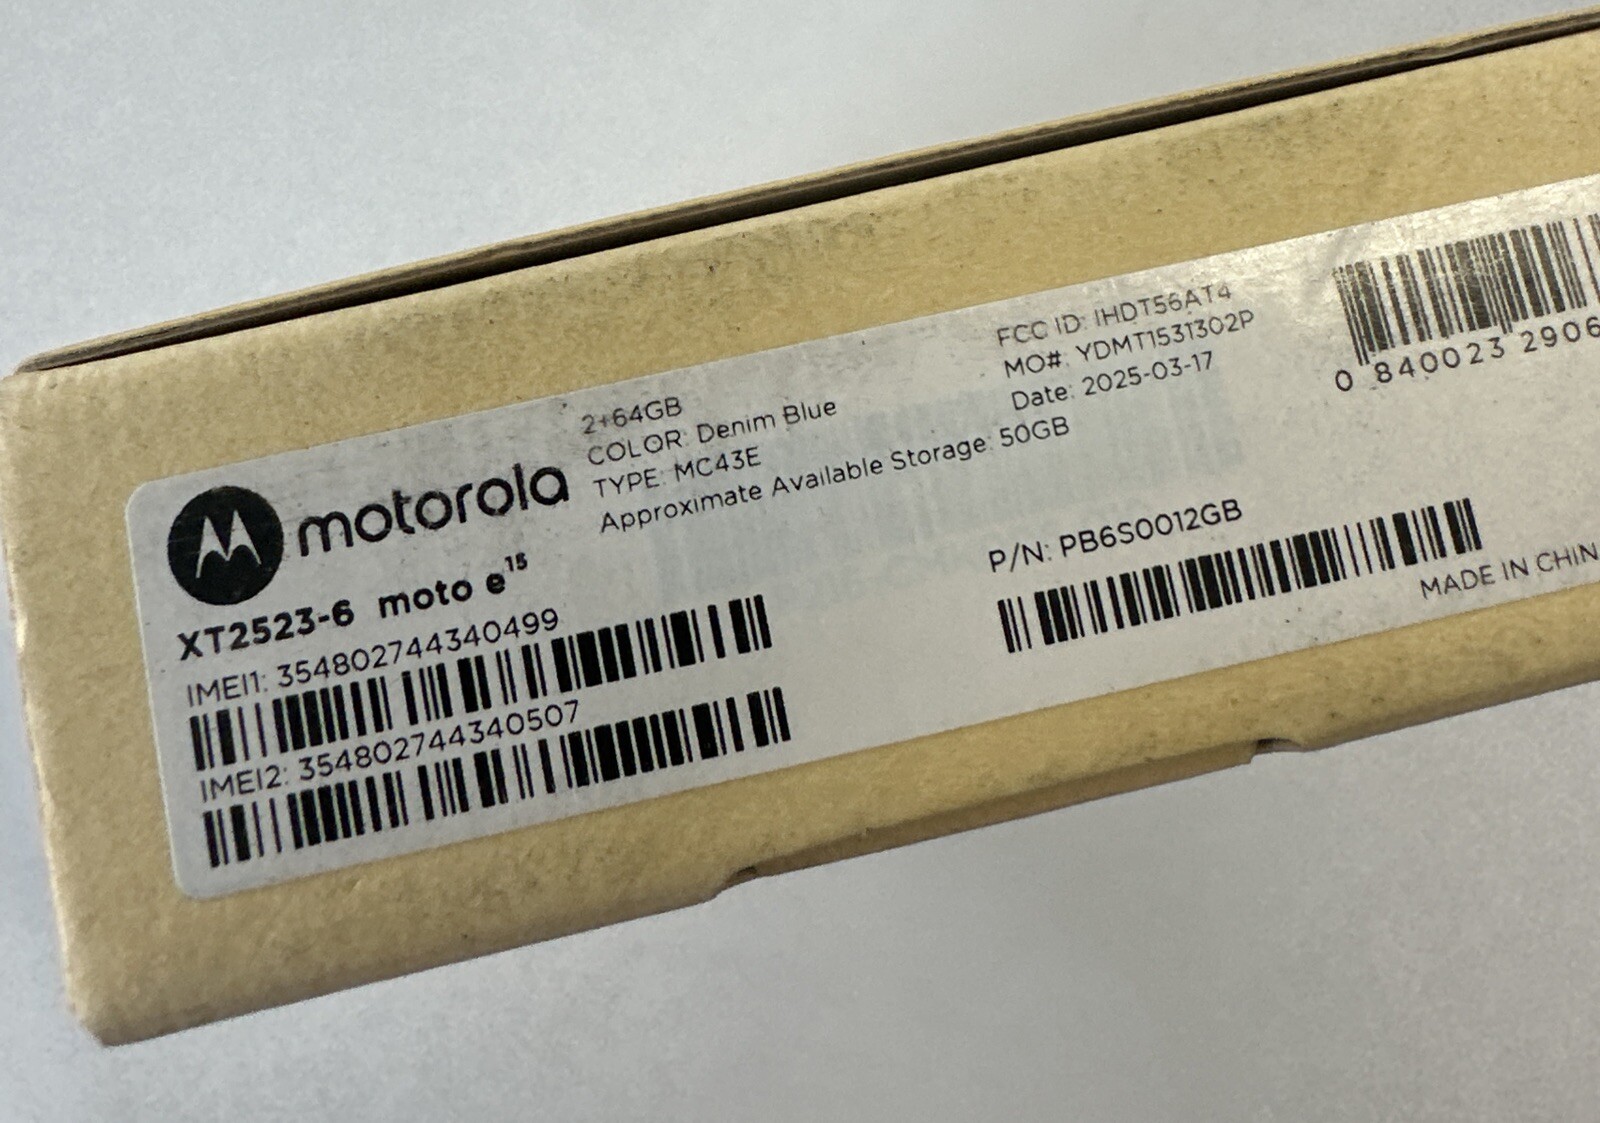 motorola
2+64GB
COLOR: Denim Blue
TYPE: MC43E
Approximate Available Storage: 50GB
FCC ID: IHDT56AT4
MO#: YDMT1531302P
Date: 2025-03-17
0 840023 2906
XT2523-6 moto e15
IMEI1: 354802744340499
IMEI2: 354802744340507
P/N: PB6S0012GB
MADE IN CHIN